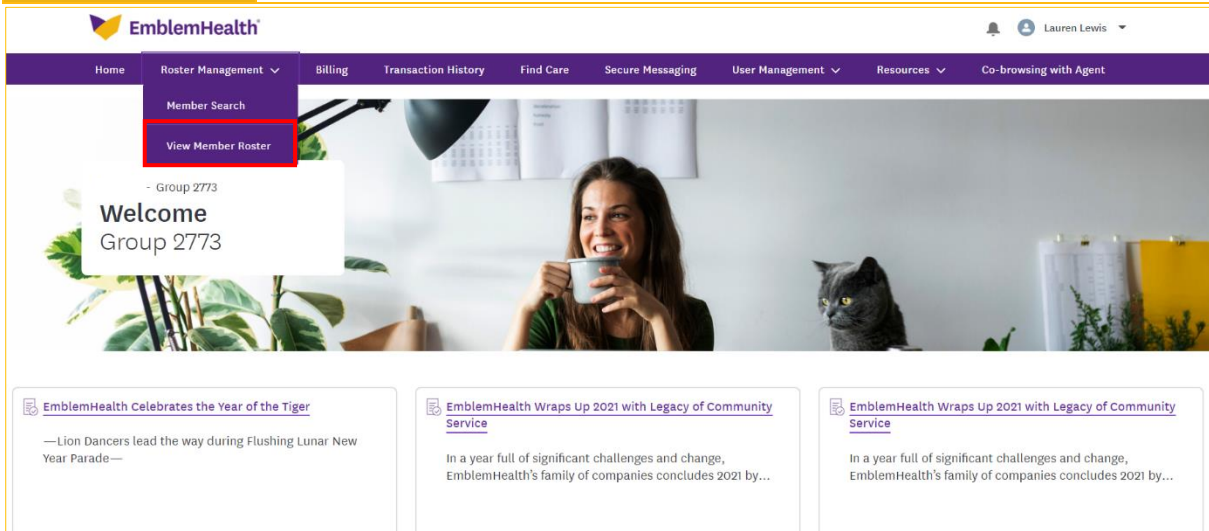 EmblemHealth
Lauren Lewis
Home Roster Management Billing Transaction History Find Care Secure Messaging User Management Resources Co-browsing with Agent
Member Search
View Member Roster
- Group 2773
Welcome
Group 2773
EmblemHealth Celebrates the Year of the Tiger
—Lion Dancers lead the way during Flushing Lunar New
Year Parade—
EmblemHealth Wraps Up 2021 with Legacy of Community
Service
In a year full of significant challenges and change,
EmblemHealth’s family of companies concludes 2021 by...
EmblemHealth Wraps Up 2021 with Legacy of Community
Service
In a year full of significant challenges and change,
EmblemHealth’s family of companies concludes 2021 by...